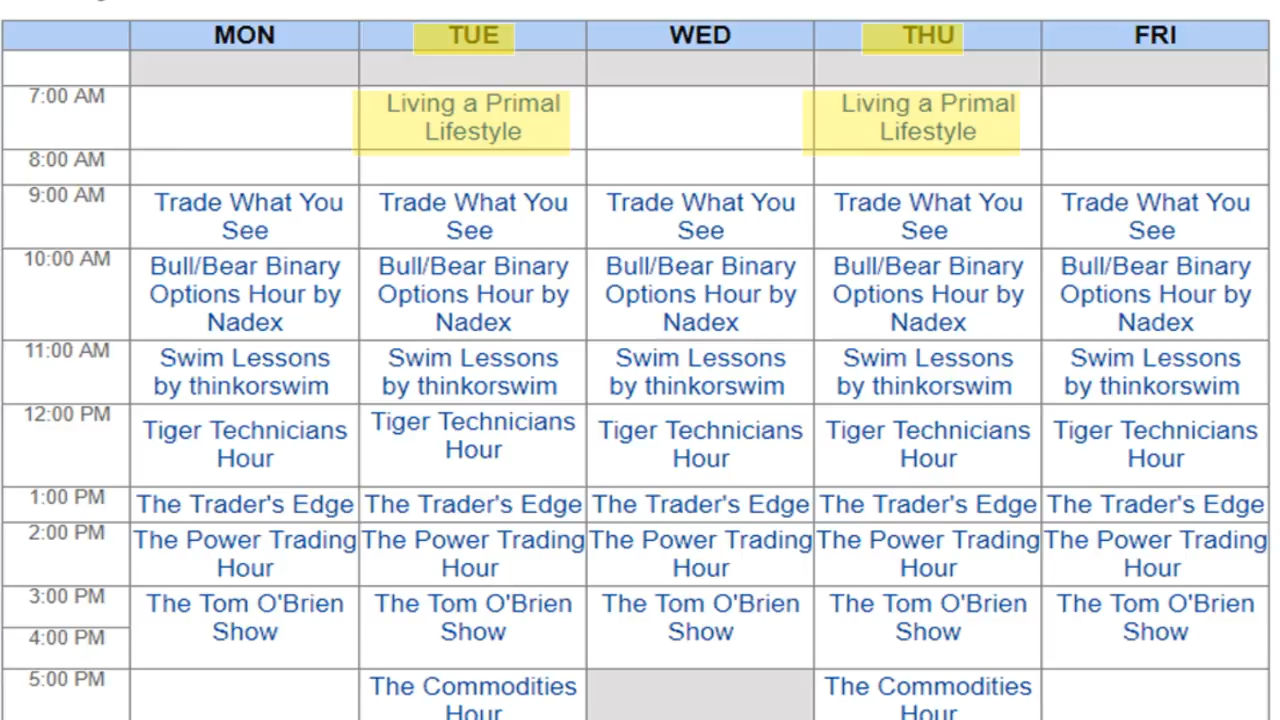 MON TUE WED THU FRI
7:00 AM
Living a Primal Living a Primal
Lifestyle Lifestyle
8:00 AM
9:00 AM
Trade What You Trade What You Trade What You Trade What You Trade What You
See See See See See
10:00 AM
Bull/Bear Binary Bull/Bear Binary Bull/Bear Binary Bull/Bear Binary Bull/Bear Binary
Options Hour by Options Hour by Options Hour by Options Hour by Options Hour by
Nadex Nadex Nadex Nadex Nadex
11:00 AM
Swim Lessons Swim Lessons Swim Lessons Swim Lessons Swim Lessons
by thinkorswim by thinkorswim by thinkorswim by thinkorswim by thinkorswim
12:00 PM
Tiger Technicians Tiger Technicians Tiger Technicians Tiger Technicians Tiger Technicians
Hour Hour Hour Hour Hour
1:00 PM
The Trader's Edge The Trader's Edge The Trader's Edge The Trader's Edge The Trader's Edge
2:00 PM
The Power Trading The Power Trading The Power Trading The Power Trading The Power Trading
Hour Hour Hour Hour Hour
3:00 PM
The Tom O'Brien The Tom O'Brien The Tom O'Brien The Tom O'Brien The Tom O'Brien
Show Show Show Show Show
4:00 PM
5:00 PM
The Commodities The Commodities
Hour Hour